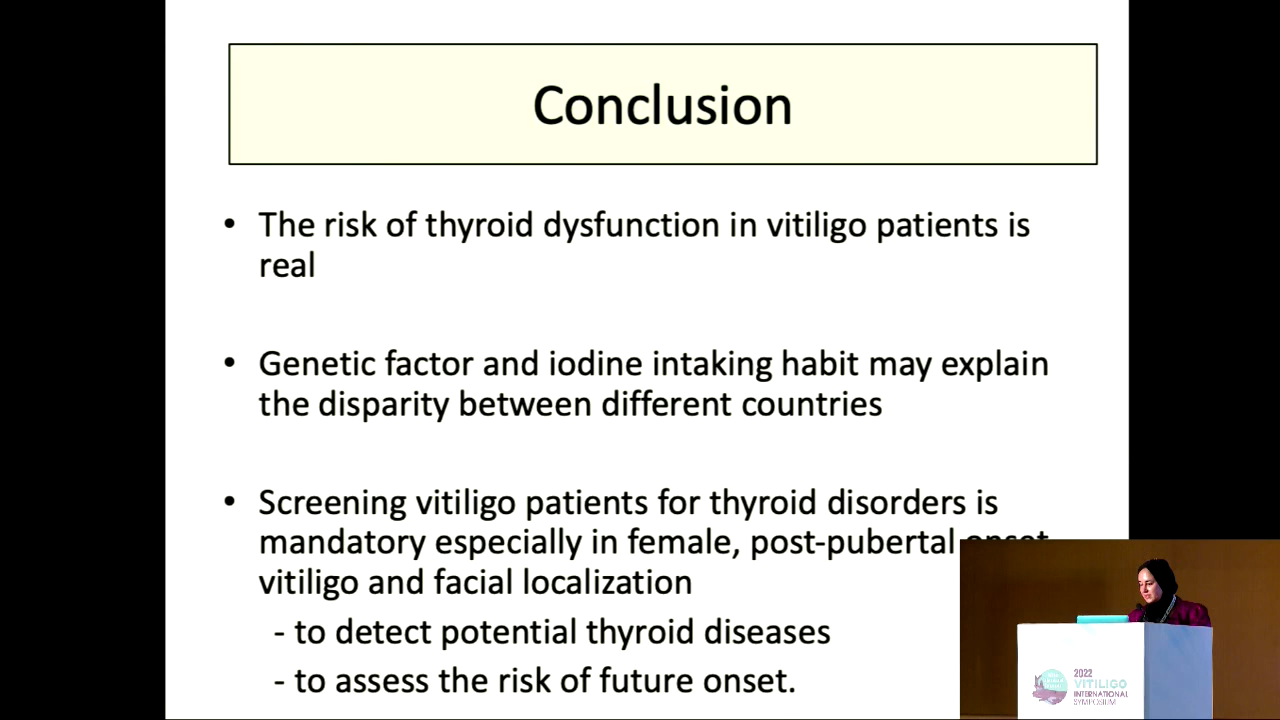 Conclusion
• The risk of thyroid dysfunction in vitiligo patients is
real
• Genetic factor and iodine intaking habit may explain
the disparity between different countries
• Screening vitiligo patients for thyroid disorders is
mandatory especially in female, post-pubertal onset
vitiligo and facial localization
- to detect potential thyroid diseases
- to assess the risk of future onset.
2022
VITILIGO
INTERNATIONAL
SYMPOSIUM